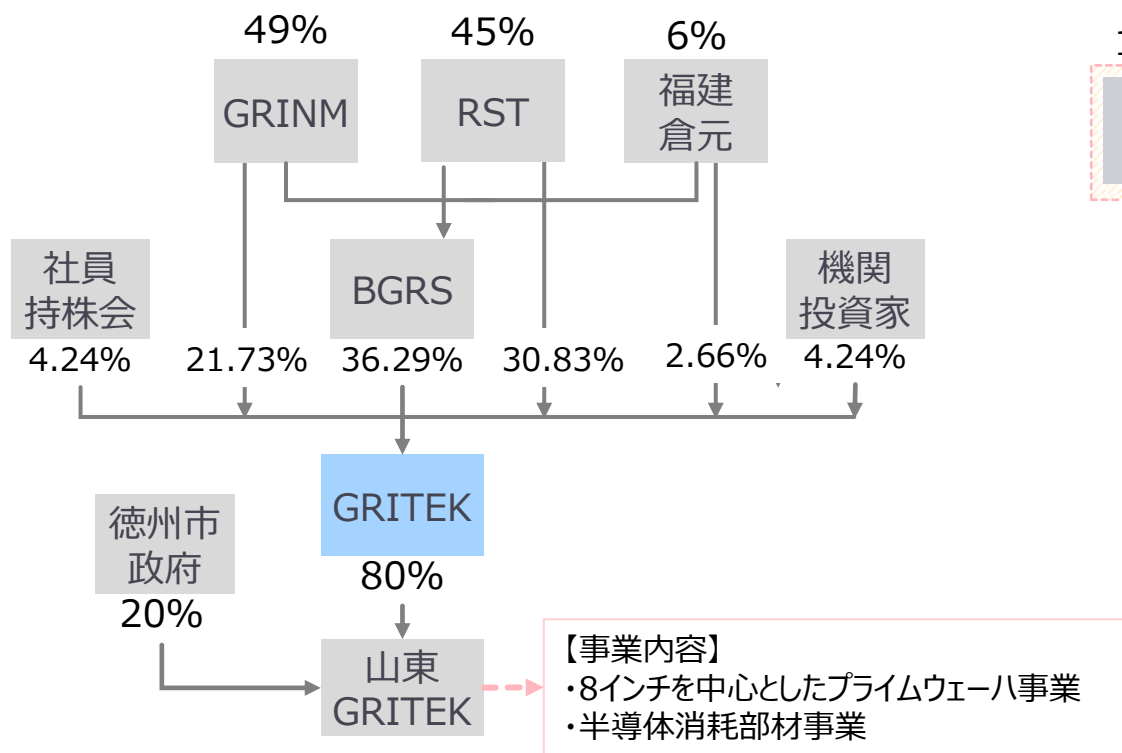 49%
45%
6%
GRINM
RST
福建
倉元
社員
持株会
BGRS
機関
投資家
4.24%
21.73%
36.29%
30.83%
2.66%
4.24%
GRITEK
徳州市
政府
80%
20%
山東
GRITEK
【事業内容】
・8インチを中心としたプライムウェーハ事業
・半導体消耗部材事業